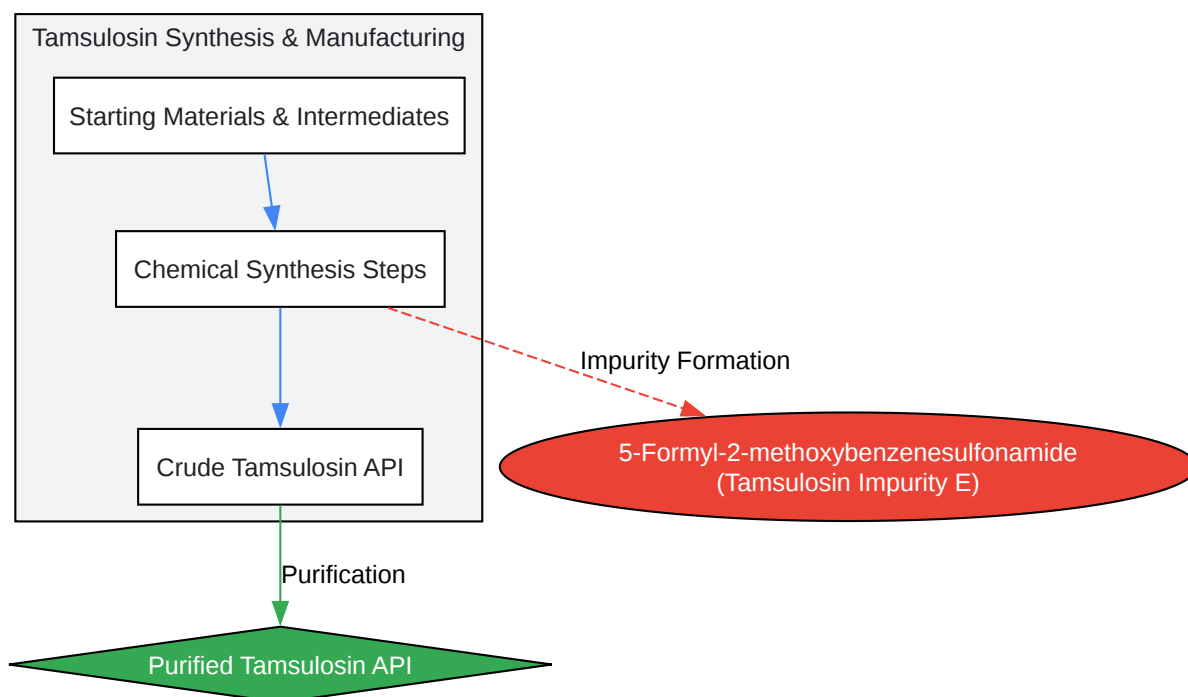 Tamsulosin Synthesis & Manufacturing
Starting Materials & Intermediates
Chemical Synthesis Steps
Impurity Formation
Crude Tamsulosin API
5-Formyl-2-methoxybenzenesulfonamide
(Tamsulosin Impurity E)
Purification
Purified Tamsulosin API